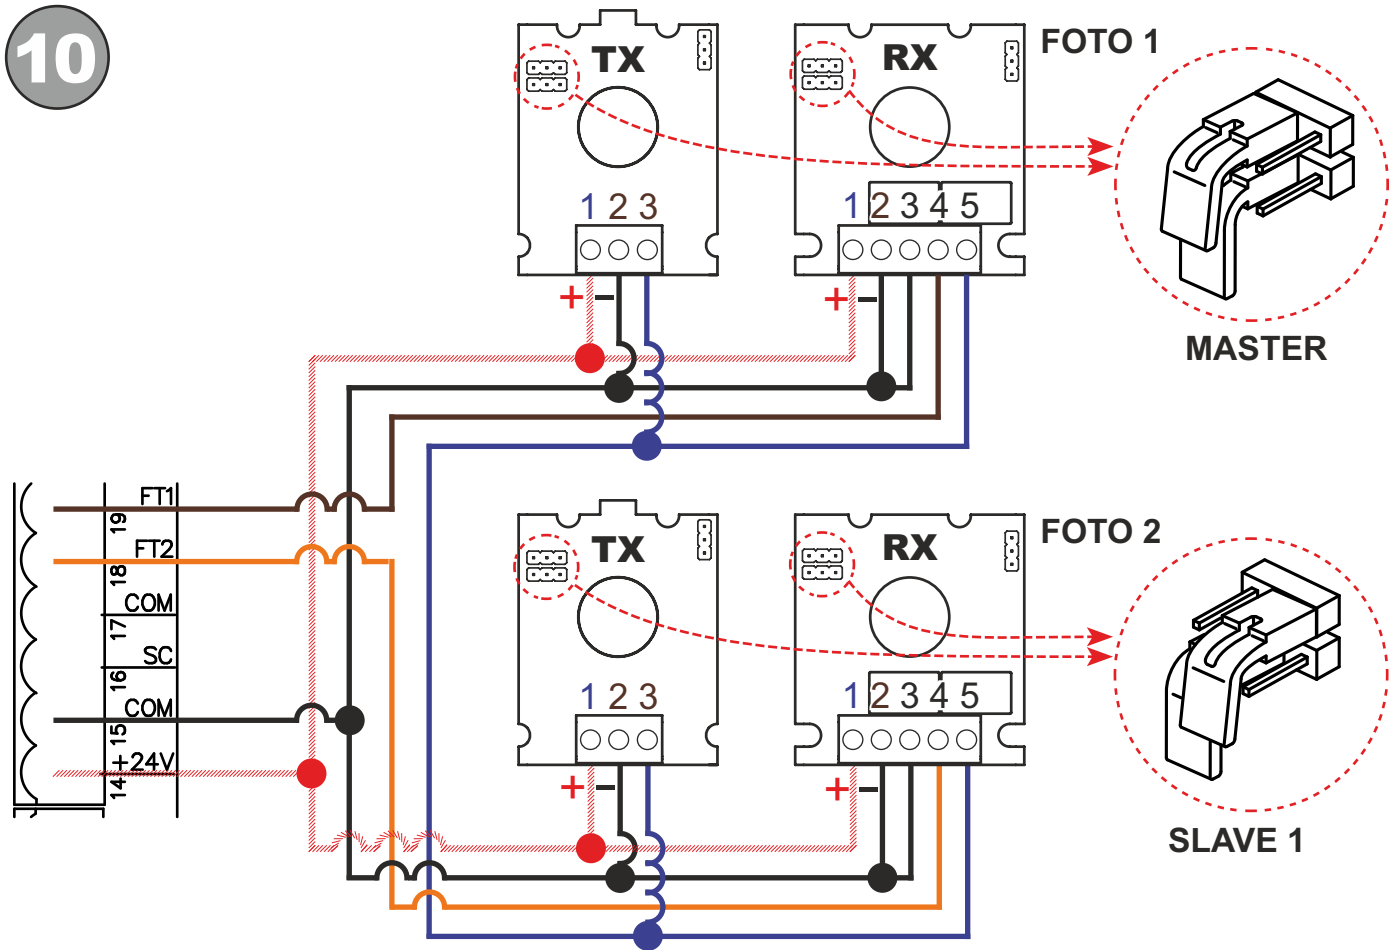 10
TX
RX
FOTO 1
1 2 3
1 2 3 4 5
+ −
+ −
MASTER
FT1
19
FT2
18
COM
17
SC
16
COM
15
+24V
14
TX
RX
FOTO 2
1 2 3
1 2 3 4 5
+ −
+ −
SLAVE 1